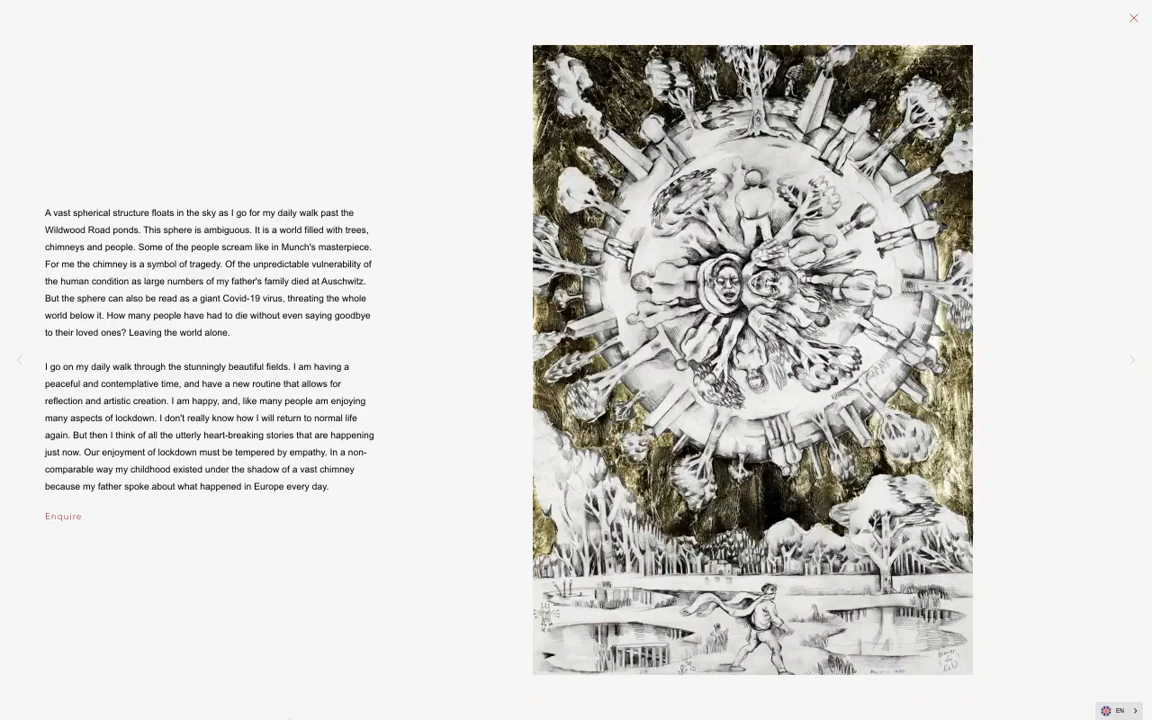 A vast spherical structure floats in the sky as I go for my daily walk past the
Wildwood Road ponds. This sphere is ambiguous. It is a world filled with trees,
chimneys and people. Some of the people scream like in Munch's masterpiece.
For me the chimney is a symbol of tragedy. Of the unpredictable vulnerability of
the human condition as large numbers of my father's family died at Auschwitz.
But the sphere can also be read as a giant Covid-19 virus, threating the whole
world below it. How many people have had to die without even saying goodbye
to their loved ones? Leaving the world alone.
I go on my daily walk through the stunningly beautiful fields. I am having a
peaceful and contemplative time, and have a new routine that allows for
reflection and artistic creation. I am happy, and, like many people am enjoying
many aspects of lockdown. I don't really know how I will return to normal life
again. But then I think of all the utterly heart-breaking stories that are happening
just now. Our enjoyment of lockdown must be tempered by empathy. In a non-
comparable way my childhood existed under the shadow of a vast chimney
because my father spoke about what happened in Europe every day.
Enquire
EN